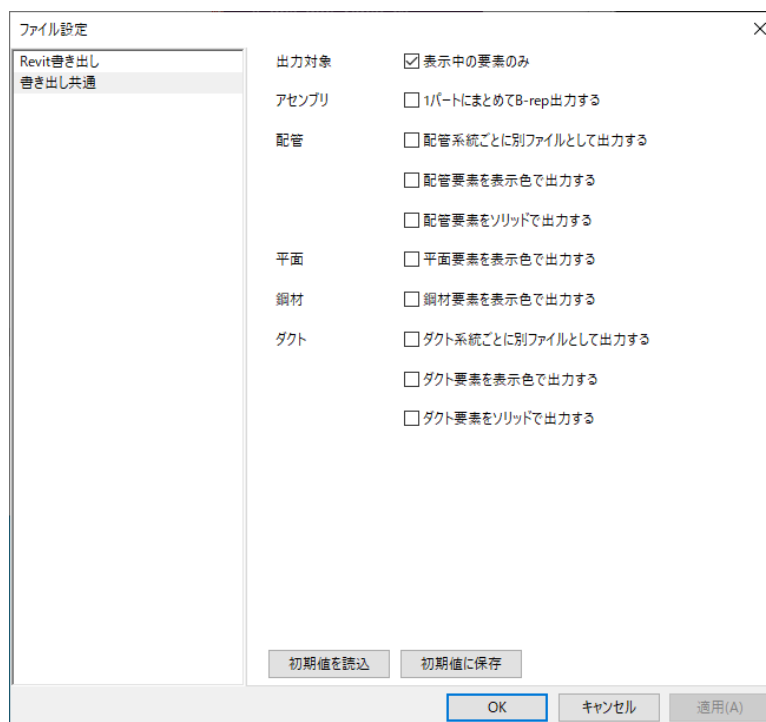 ファイル設定
Revit書き出し
書き出し共通
出力対象 表示中の要素のみ
アセンブリ 1パートにまとめてB-rep出力する
配管 配管系統ごとに別ファイルとして出力する
配管要素を表示色で出力する
配管要素をソリッドで出力する
平面 平面要素を表示色で出力する
鋼材 鋼材要素を表示色で出力する
ダクト ダクト系統ごとに別ファイルとして出力する
ダクト要素を表示色で出力する
ダクト要素をソリッドで出力する
初期値を読込 初期値に保存
OK キャンセル 適用(A)